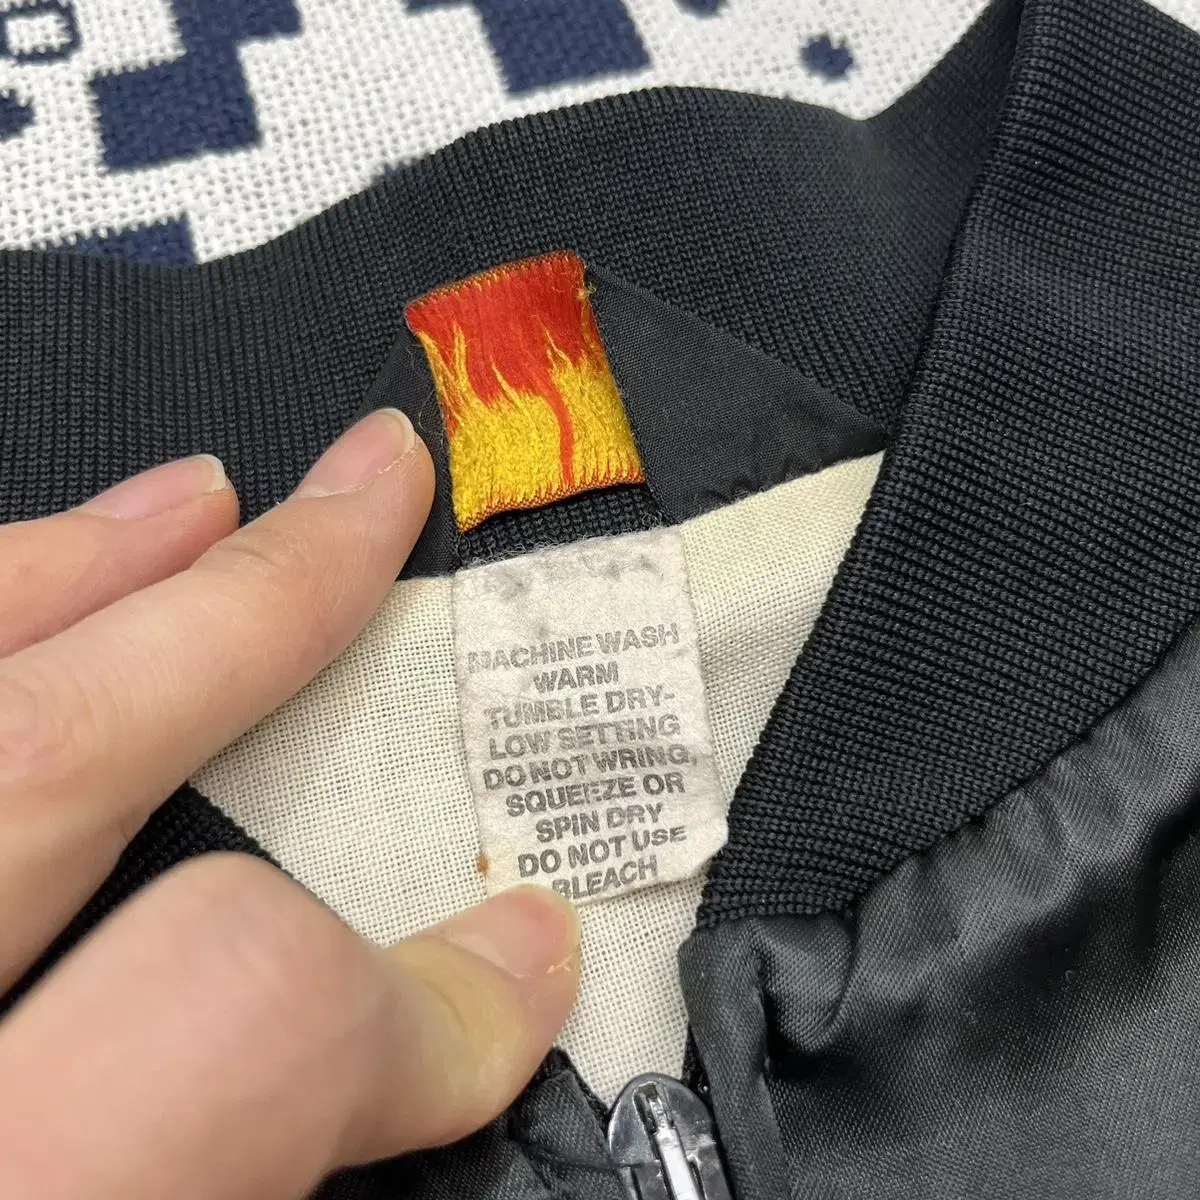 MACHINE WASH
WARM
TUMBLE DRY-
LOW SETTING
DO NOT WRING,
SQUEEZE OR
SPIN DRY
DO NOT USE
BLEACH